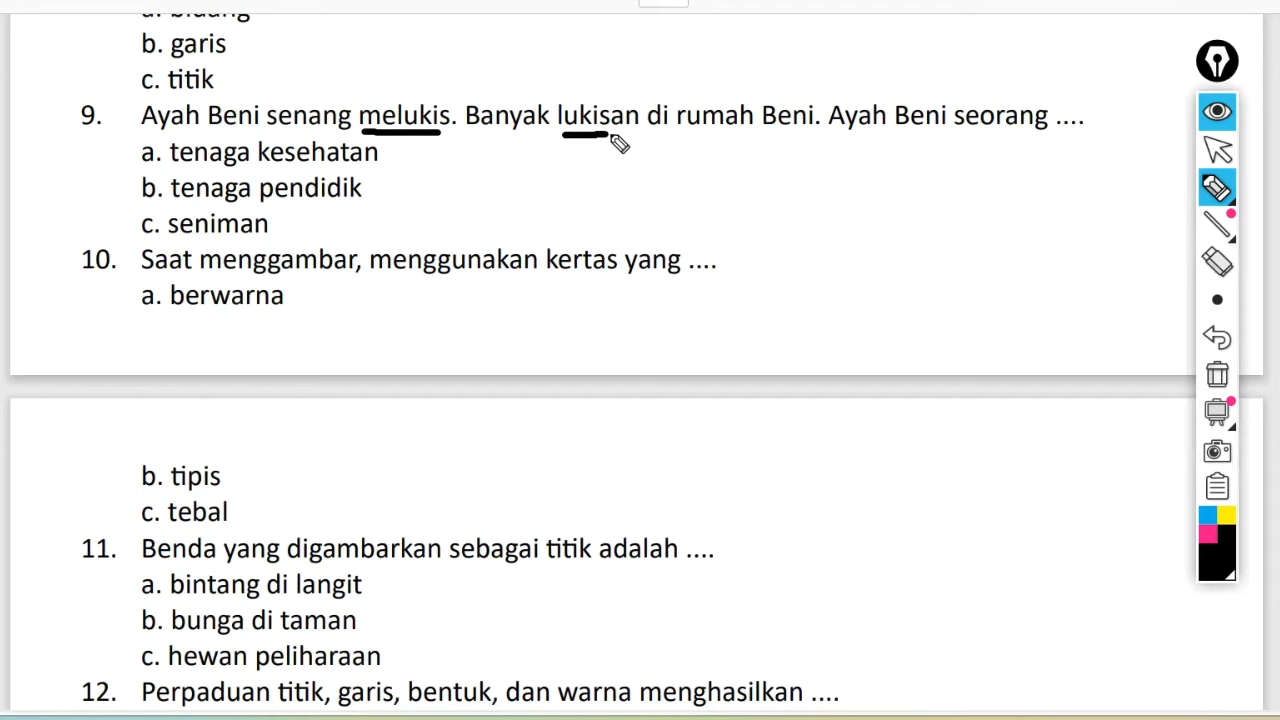 b. garis
c. titik
9. Ayah Beni senang melukis. Banyak lukisan di rumah Beni. Ayah Beni seorang ....
a. tenaga kesehatan
b. tenaga pendidik
c. seniman
10. Saat menggambar, menggunakan kertas yang ....
a. berwarna
b. tipis
c. tebal
11. Benda yang digambarkan sebagai titik adalah ....
a. bintang di langit
b. bunga di taman
c. hewan peliharaan
12. Perpaduan titik, garis, bentuk, dan warna menghasilkan ....